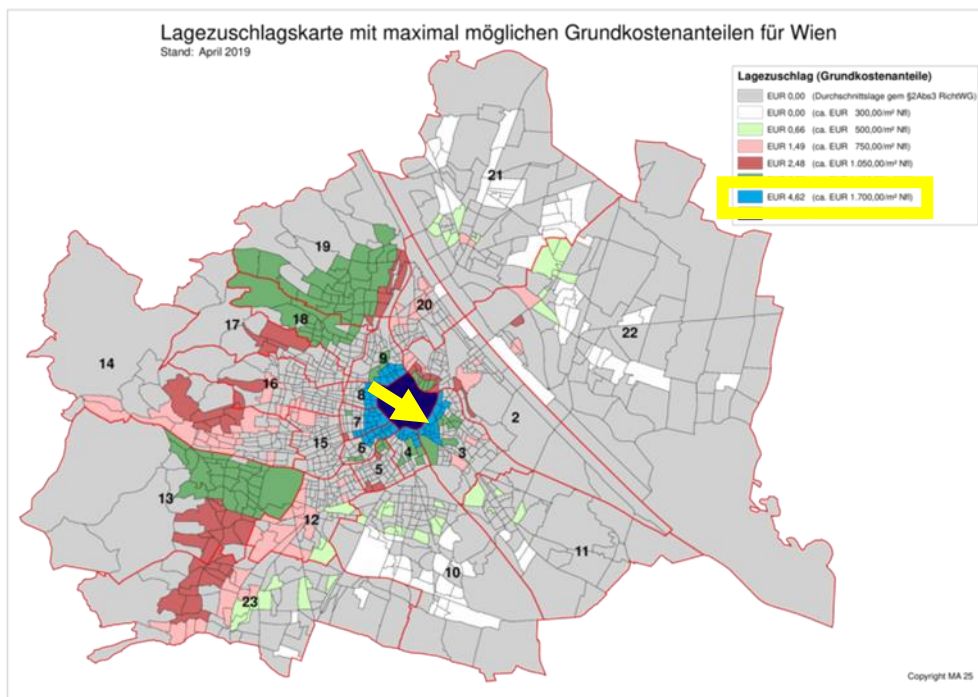 Lagezuschlagskarte mit maximal möglichen Grundkostenanteilen für Wien
Stand: April 2019
Lagezuschlag (Grundkostenanteile)
EUR 0,00 (Durchschnittslage gem §2Abs3 RichtWG)
EUR 0,00 (ca. EUR 300,00/m² Nfl)
EUR 0,66 (ca. EUR 500,00/m² Nfl)
EUR 1,49 (ca. EUR 750,00/m² Nfl)
EUR 2,48 (ca. EUR 1.050,00/m² Nfl)
EUR 4,62 (ca. EUR 1.700,00/m² Nfl)
21
19
20
18
17
22
14
9
16
8
2
7
15
6
4
3
5
13
12
11
10
23
Copyright MA 25